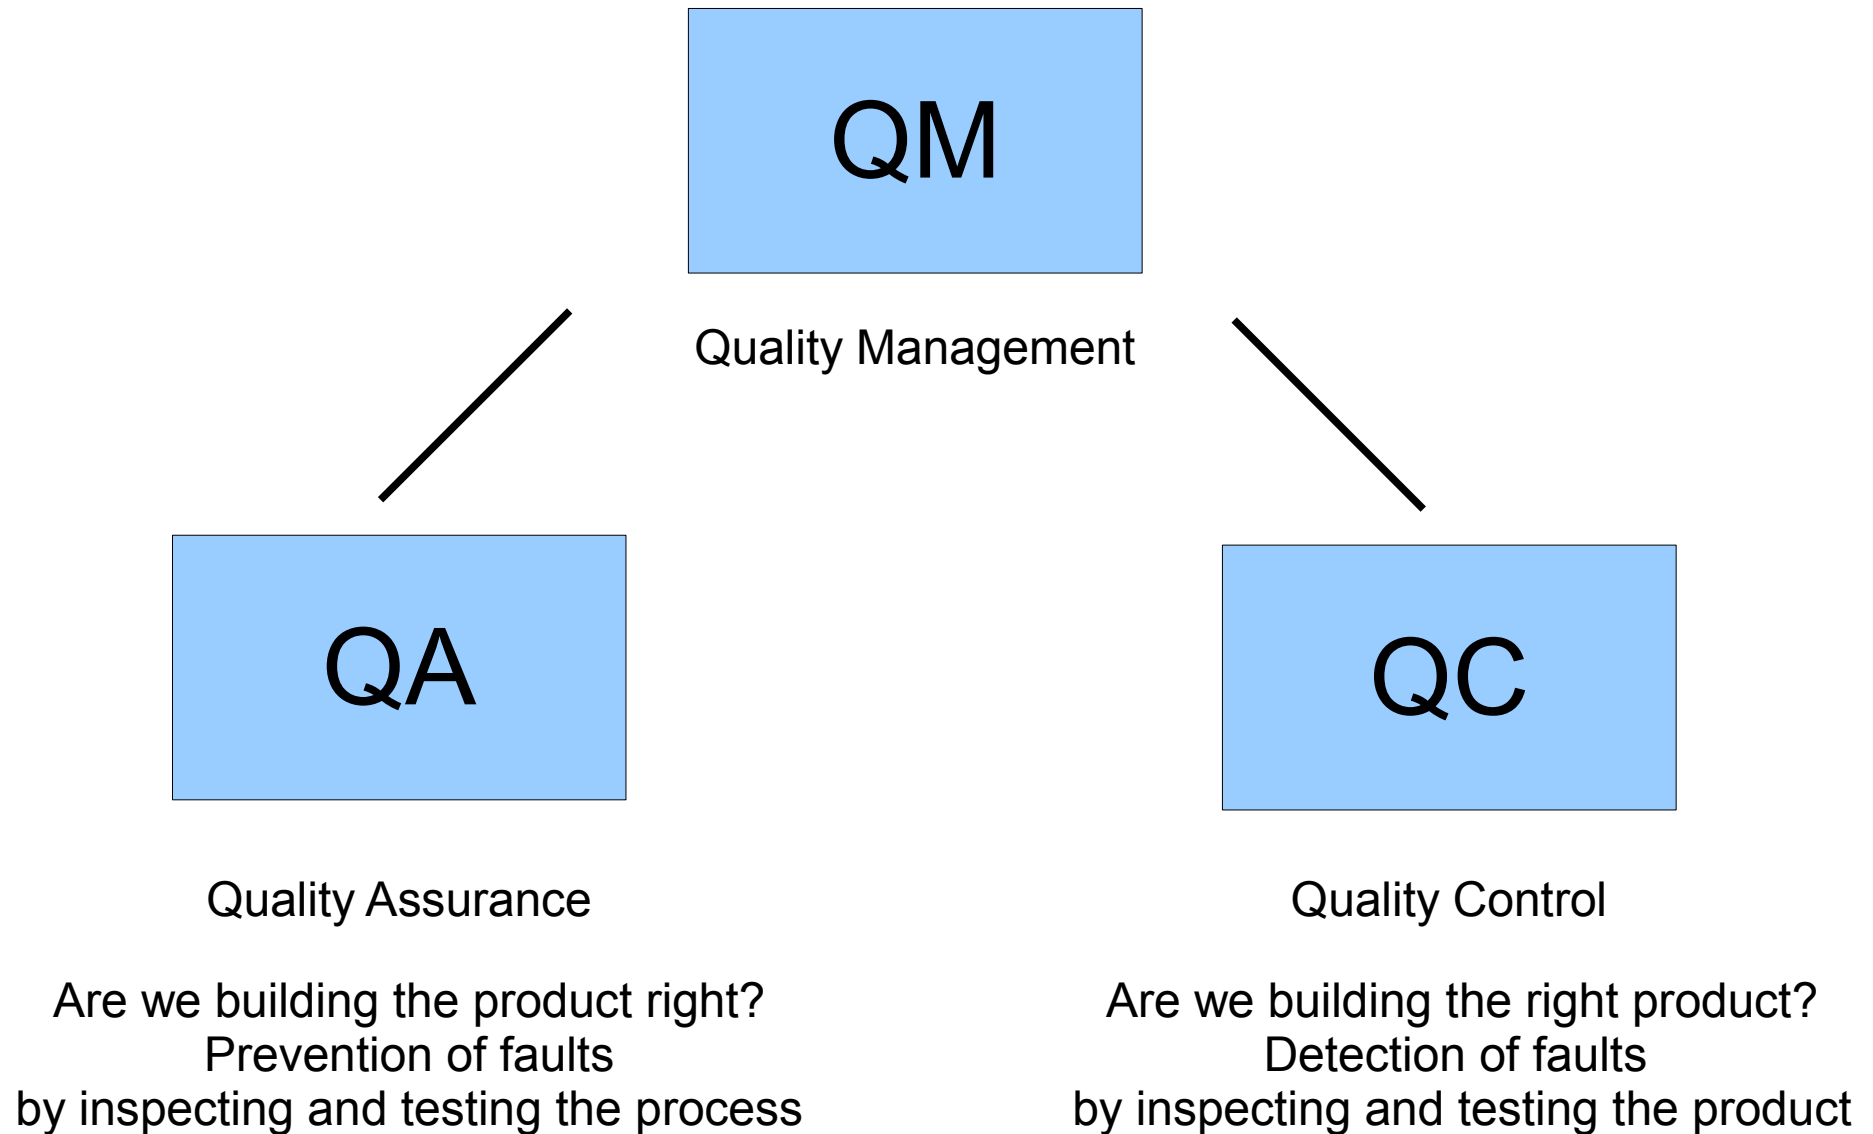 QM
Quality Management
QA
Quality Assurance
Are we building the product right?
Prevention of faults
by inspecting and testing the process
QC
Quality Control
Are we building the right product?
Detection of faults
by inspecting and testing the product